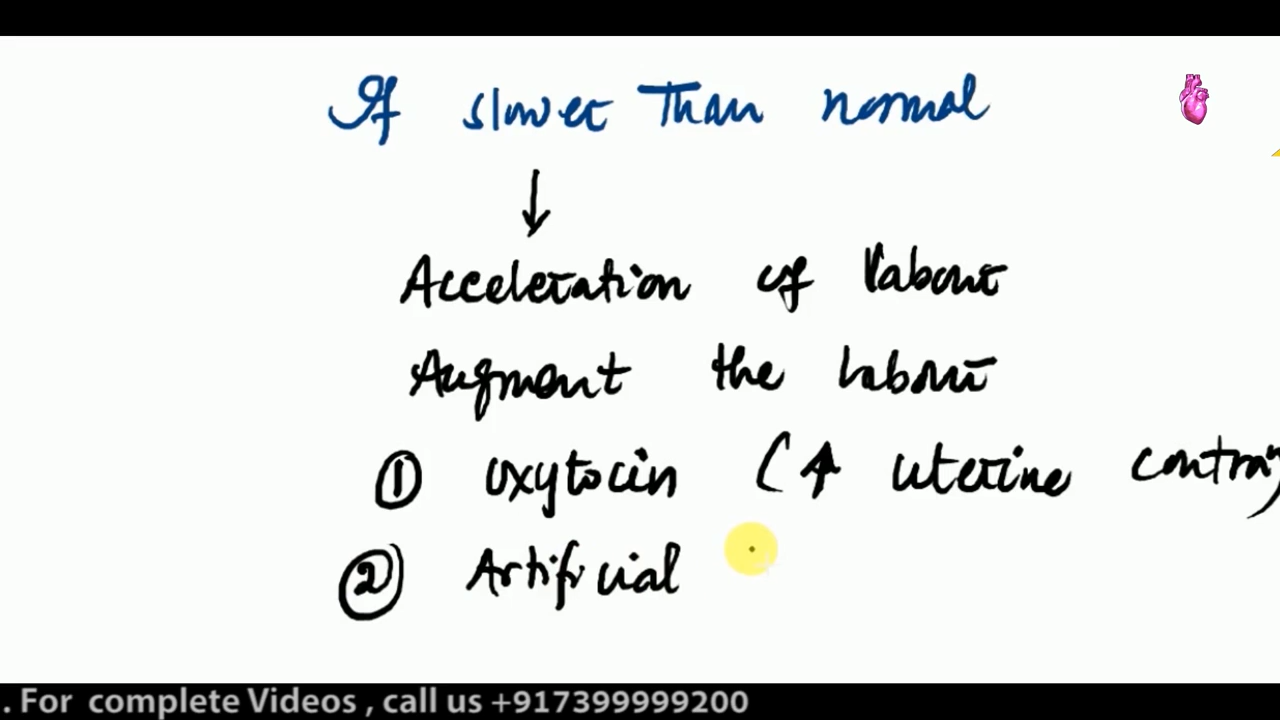 If slower than normal
Acceleration of labour
Augment the labour
① oxytocin (↑ uterine
② Artificial
. For complete Videos , call us +917399999200